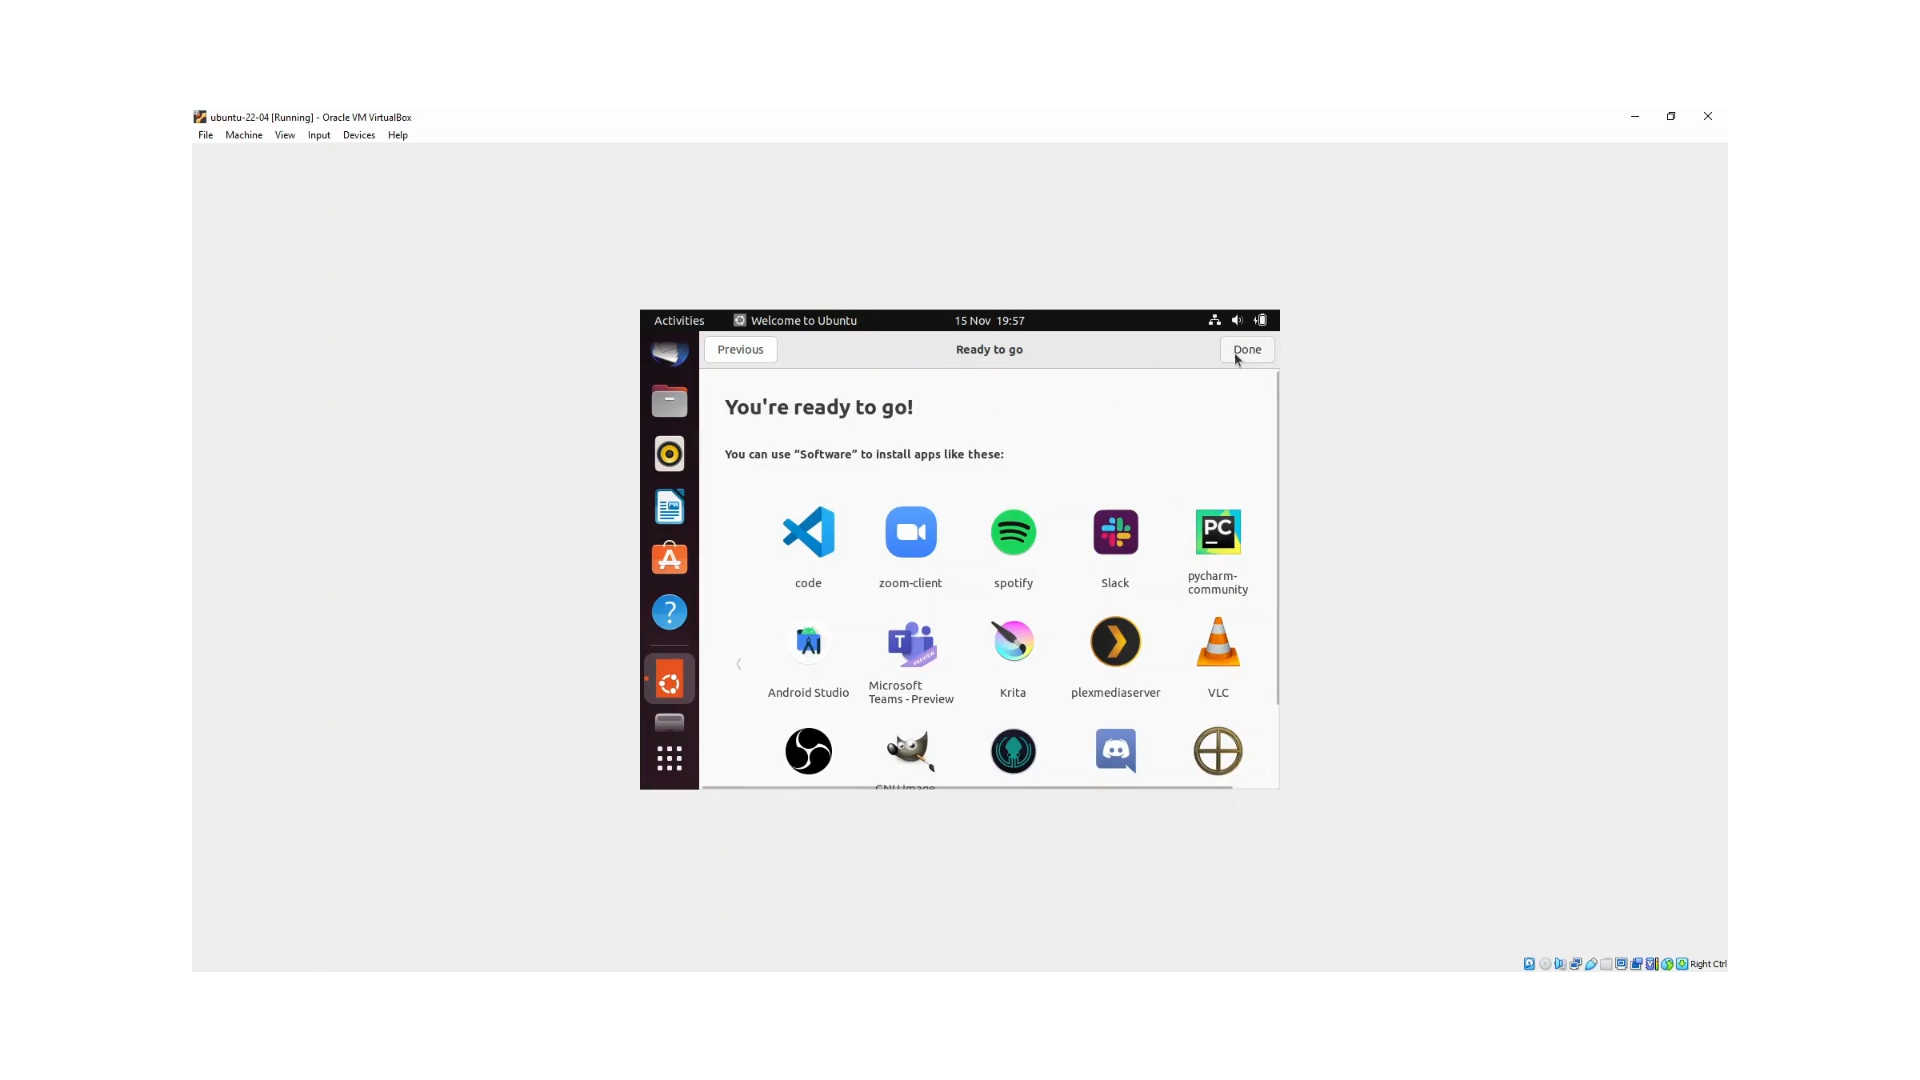 ubuntu-22-04 [Running] - Oracle VM VirtualBox
File Machine View Input Devices Help
Activities Welcome to Ubuntu 15 Nov 19:57
Previous Ready to go Done
You're ready to go!
You can use “Software” to install apps like these:
code zoom-client spotify Slack pycharm-
community
Android Studio Microsoft
Teams - Preview Krita plexmediaserver VLC
GNU Image
Right Ctrl